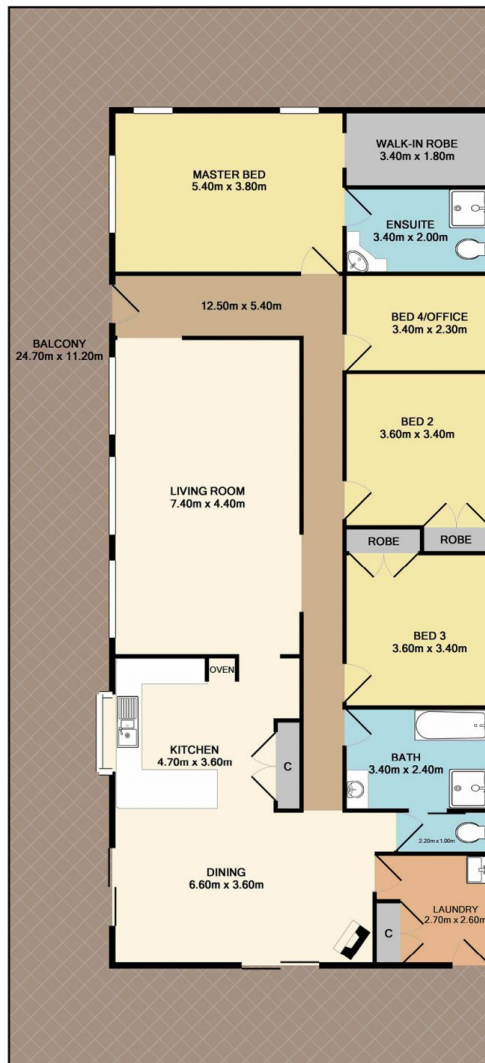 WALK-IN ROBE
3.40m x 1.80m
MASTER BED
5.40m x 3.80m
ENSUITE
3.40m x 2.00m
12.50m x 5.40m
BED 4/OFFICE
3.40m x 2.30m
BALCONY
24.70m x 11.20m
BED 2
3.60m x 3.40m
LIVING ROOM
7.40m x 4.40m
ROBE
ROBE
BED 3
3.60m x 3.40m
OVEN
KITCHEN
4.70m x 3.60m
C
BATH
3.40m x 2.40m
2.20m x 1.00m
DINING
6.60m x 3.60m
LAUNDRY
2.70m x 2.60m
C